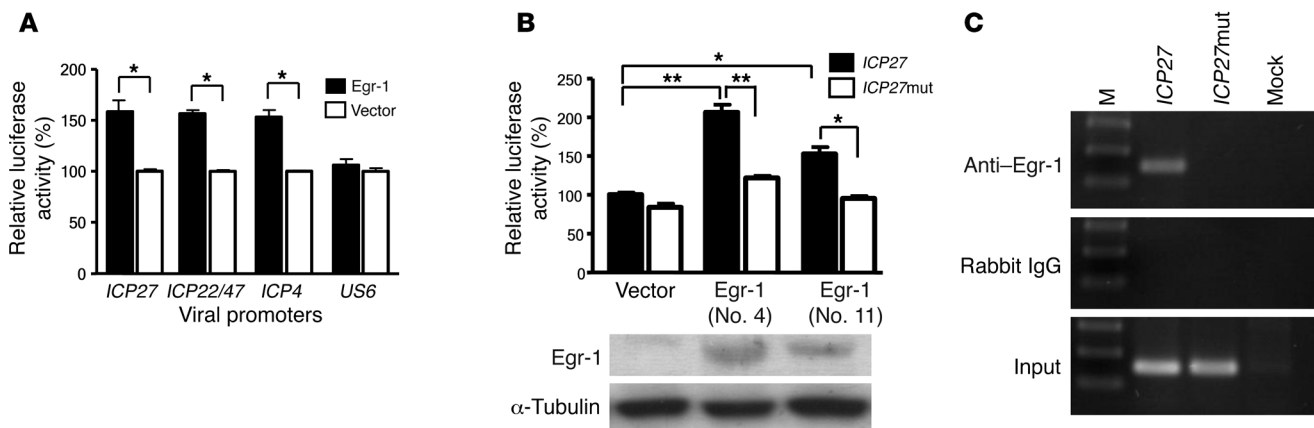 A
Relative luciferase
activity (%)
200
150
100
50
0
*
*
*
Egr-1
Vector
ICP27
ICP22/47
ICP4
US6
Viral promoters
B
Relative luciferase
activity (%)
250
200
150
100
50
0
*
**
**
*
ICP27
ICP27mut
Vector
Egr-1
(No. 4)
Egr-1
(No. 11)
Egr-1
α-Tubulin
C
M
ICP27
ICP27mut
Mock
Anti–Egr-1
Rabbit IgG
Input